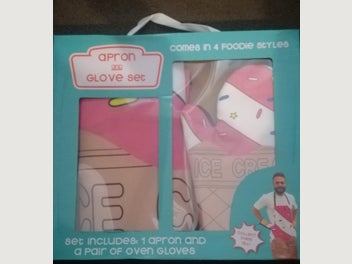 COMES IN 4 FOODIE STYLES
APRON
AND
GLOVE SET
ICE CREA
SET INCLUDES: 1 APRON AND
A PAIR OF OVEN GLOVES